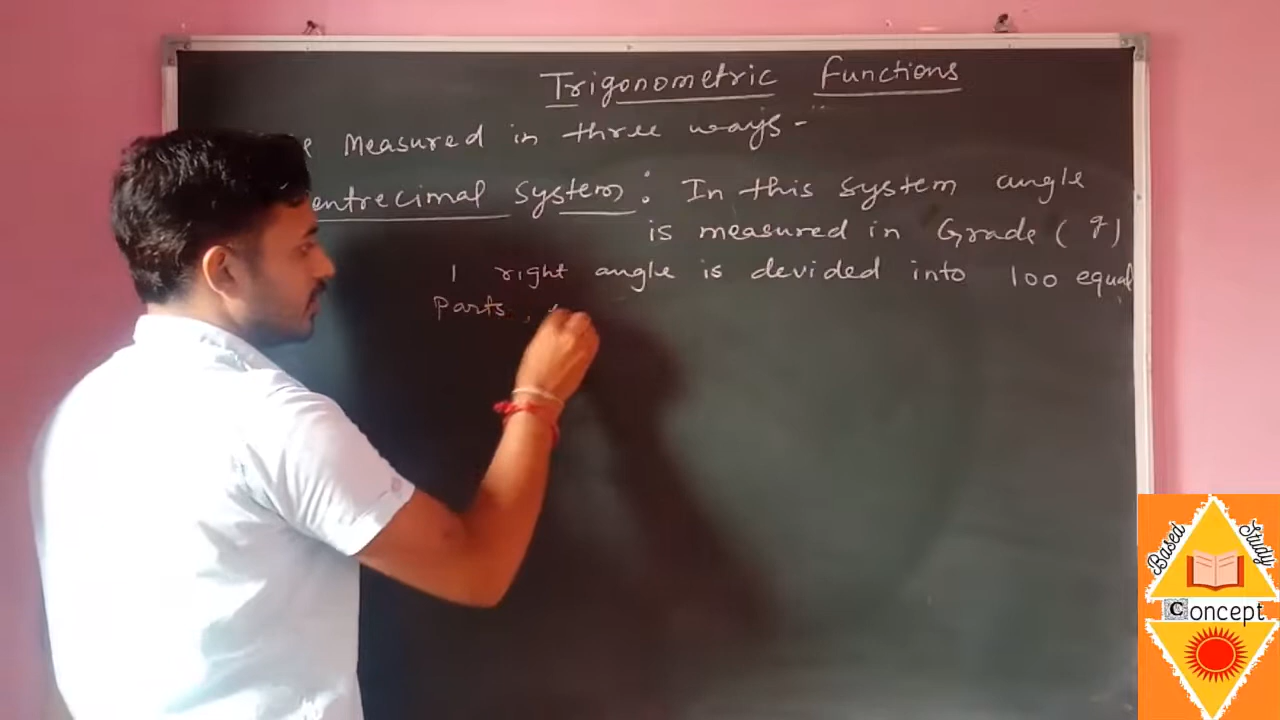 Trigonometric Functions
Measured in three ways -
entrecimal system : In this system angle
is measured in Grade ( g )
1 right angle is devided into 100 equal
Parts ,
Based Study
Concept